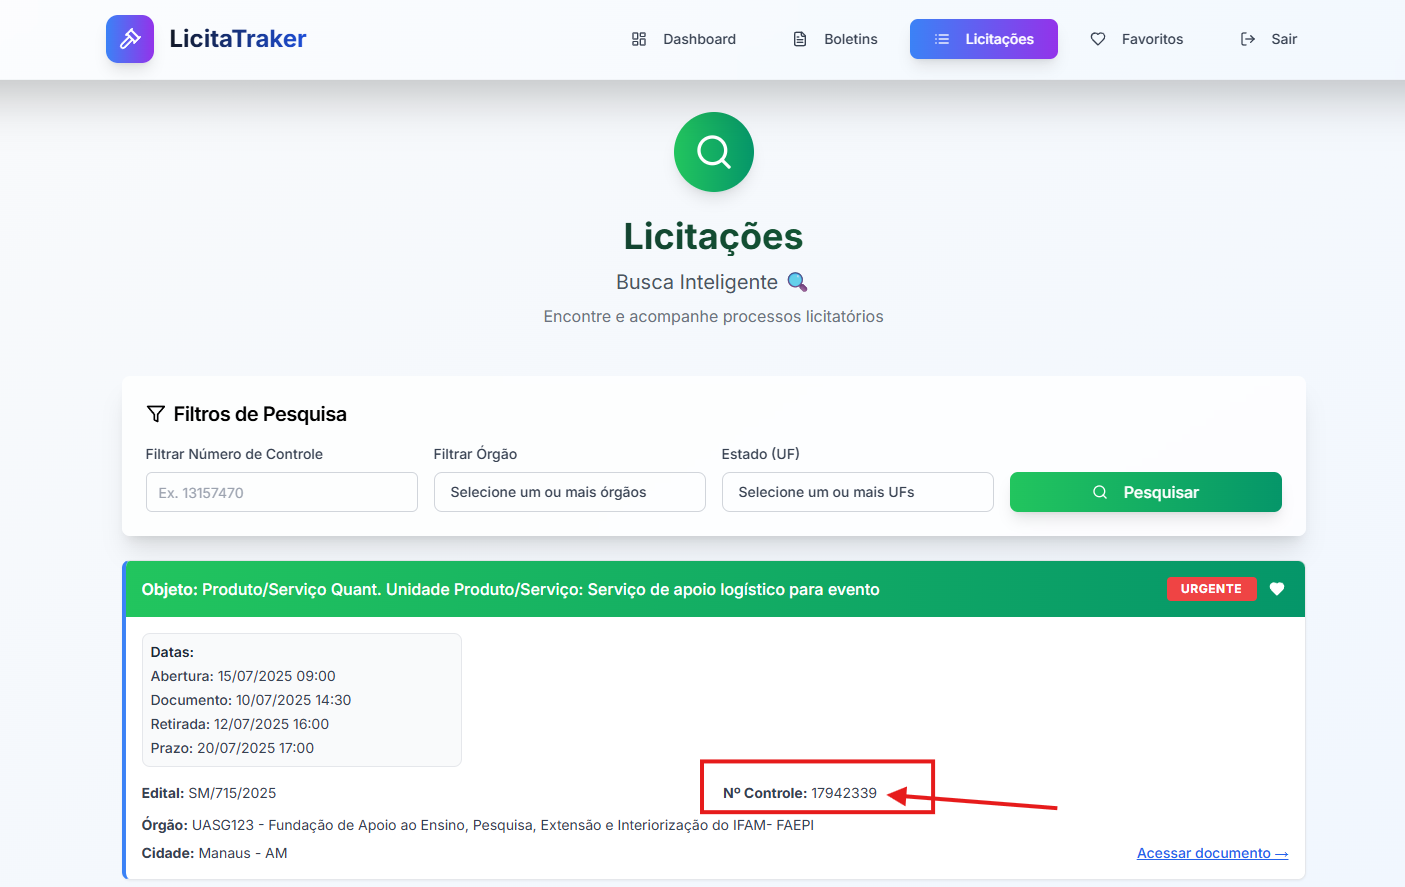 LicitaTraker
Dashboard
Boletins
Licitações
Favoritos
Sair
Licitações
Busca Inteligente 🔍
Encontre e acompanhe processos licitatórios
Filtros de Pesquisa
Filtrar Número de Controle
Filtrar Órgão
Estado (UF)
Ex. 13157470
Selecione um ou mais órgãos
Selecione um ou mais UFs
Pesquisar
Objeto: Produto/Serviço Quant. Unidade Produto/Serviço: Serviço de apoio logístico para evento
URGENTE
Datas:
Abertura: 15/07/2025 09:00
Documento: 10/07/2025 14:30
Retirada: 12/07/2025 16:00
Prazo: 20/07/2025 17:00
Edital: SM/715/2025
Nº Controle: 17942339
Órgão: UASG123 - Fundação de Apoio ao Ensino, Pesquisa, Extensão e Interiorização do IFAM- FAEPI
Cidade: Manaus - AM
Acessar documento →